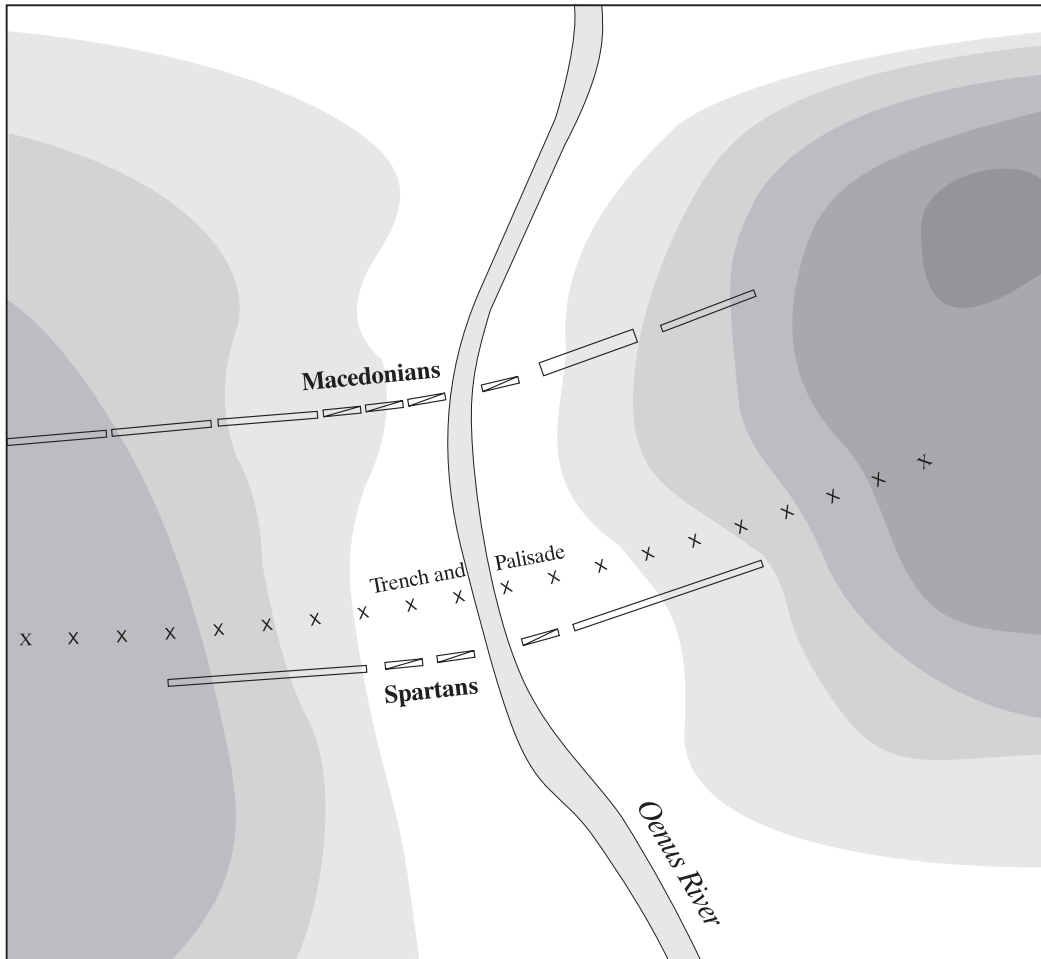 Macedonians
Trench and Palisade
X X X X X X X X X X X X X X X X X X X X
Spartans
Oenus River